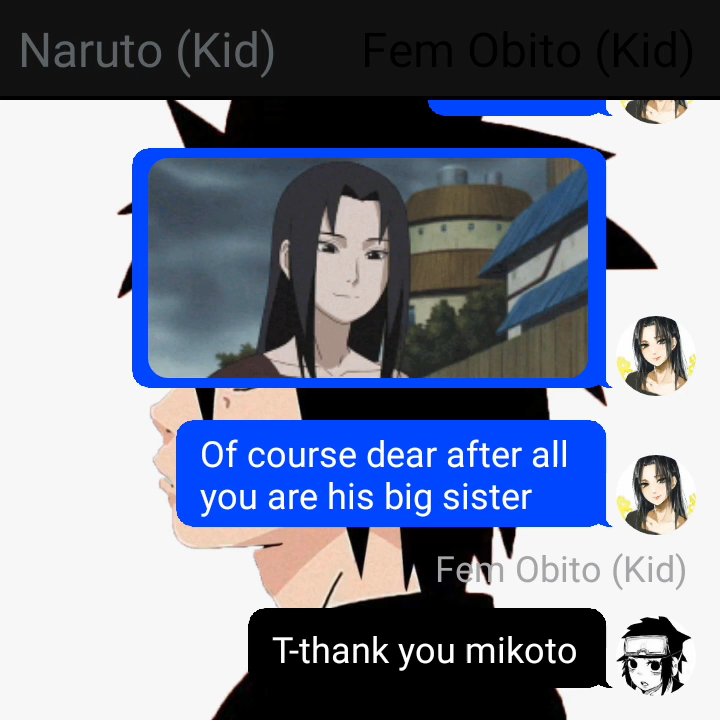 Naruto (Kid)
Fem Obito (Kid)
Of course dear after all
you are his big sister
Fem Obito (Kid)
T-thank you mikoto